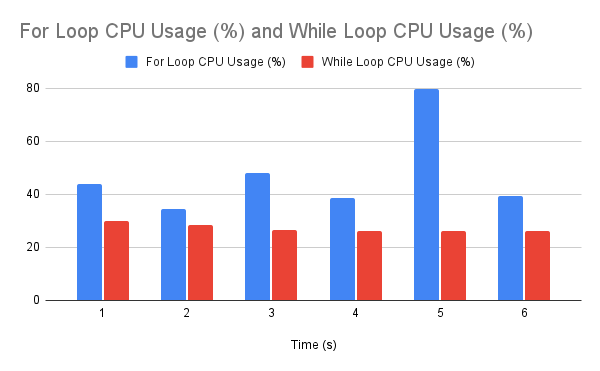 For Loop CPU Usage (%) and While Loop CPU Usage (%)
For Loop CPU Usage (%) While Loop CPU Usage (%)
80
60
40
20
0
1 2 3 4 5 6
Time (s)